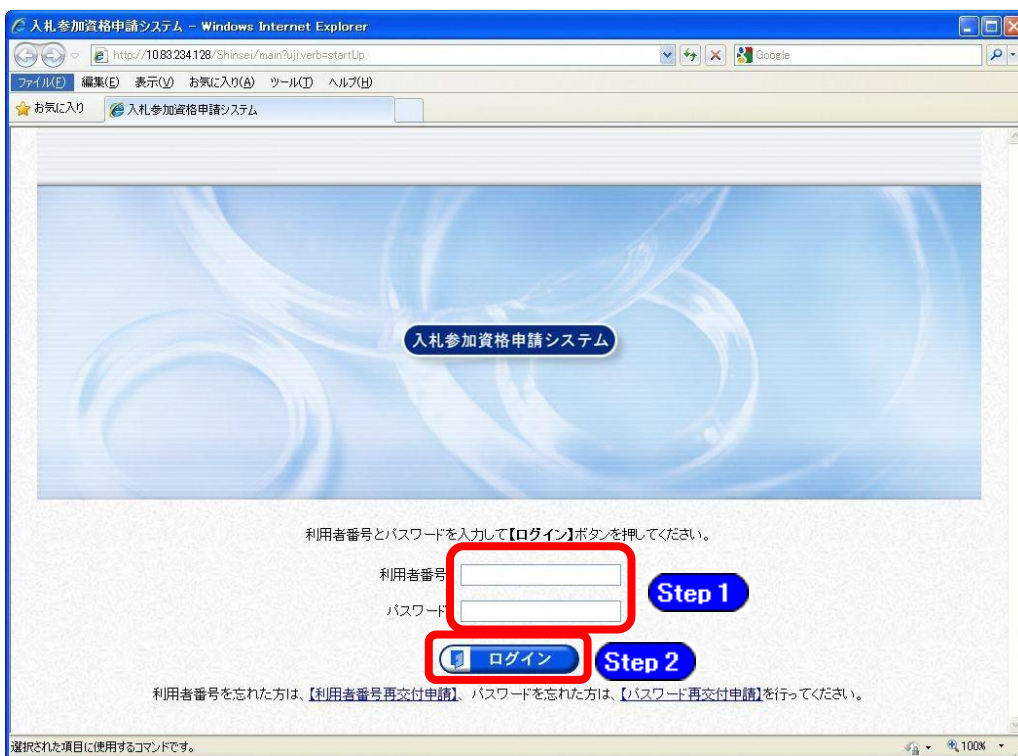 入札参加資格申請システム - Windows Internet Explorer
http://10.83.234.128/Shinsei/main?uji.verb=startUp
Google
ファイル(F) 編集(E) 表示(V) お気に入り(A) ツール(T) ヘルプ(H)
お気に入り 入札参加資格申請システム
入札参加資格申請システム
利用者番号とパスワードを入力して【ログイン】ボタンを押してください。
利用者番号
Step 1
パスワード
ログイン
Step 2
利用者番号を忘れた方は、【利用者番号再交付申請】、パスワードを忘れた方は、【パスワード再交付申請】を行ってください。
選択された項目に使用するコマンドです。
100%